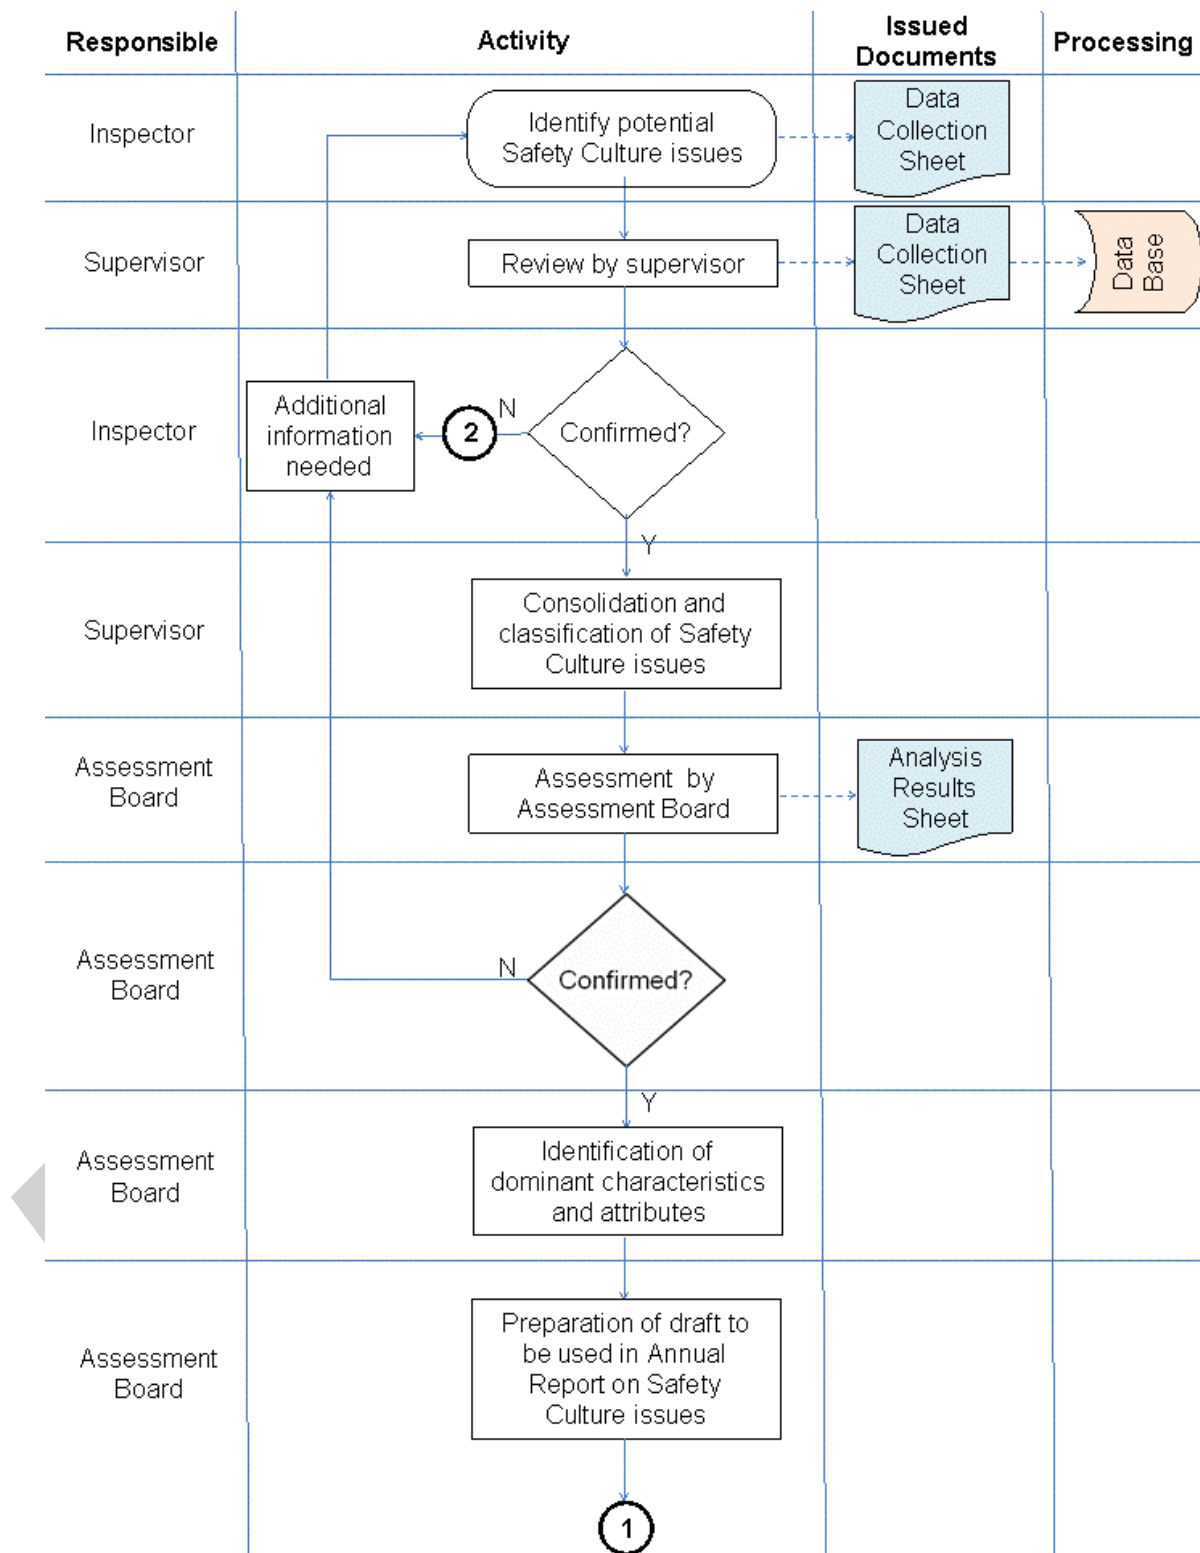 Responsible
Activity
Issued
Documents
Processing
Inspector
Identify potential
Safety Culture issues
Data
Collection
Sheet
Supervisor
Review by supervisor
Data
Collection
Sheet
Data
Base
Inspector
Additional
information
needed
2
N
Confirmed?
Y
Supervisor
Consolidation and
classification of Safety
Culture issues
Assessment
Board
Assessment by
Assessment Board
Analysis
Results
Sheet
Assessment
Board
N
Confirmed?
Y
Assessment
Board
Identification of
dominant characteristics
and attributes
Assessment
Board
Preparation of draft to
be used in Annual
Report on Safety
Culture issues
1